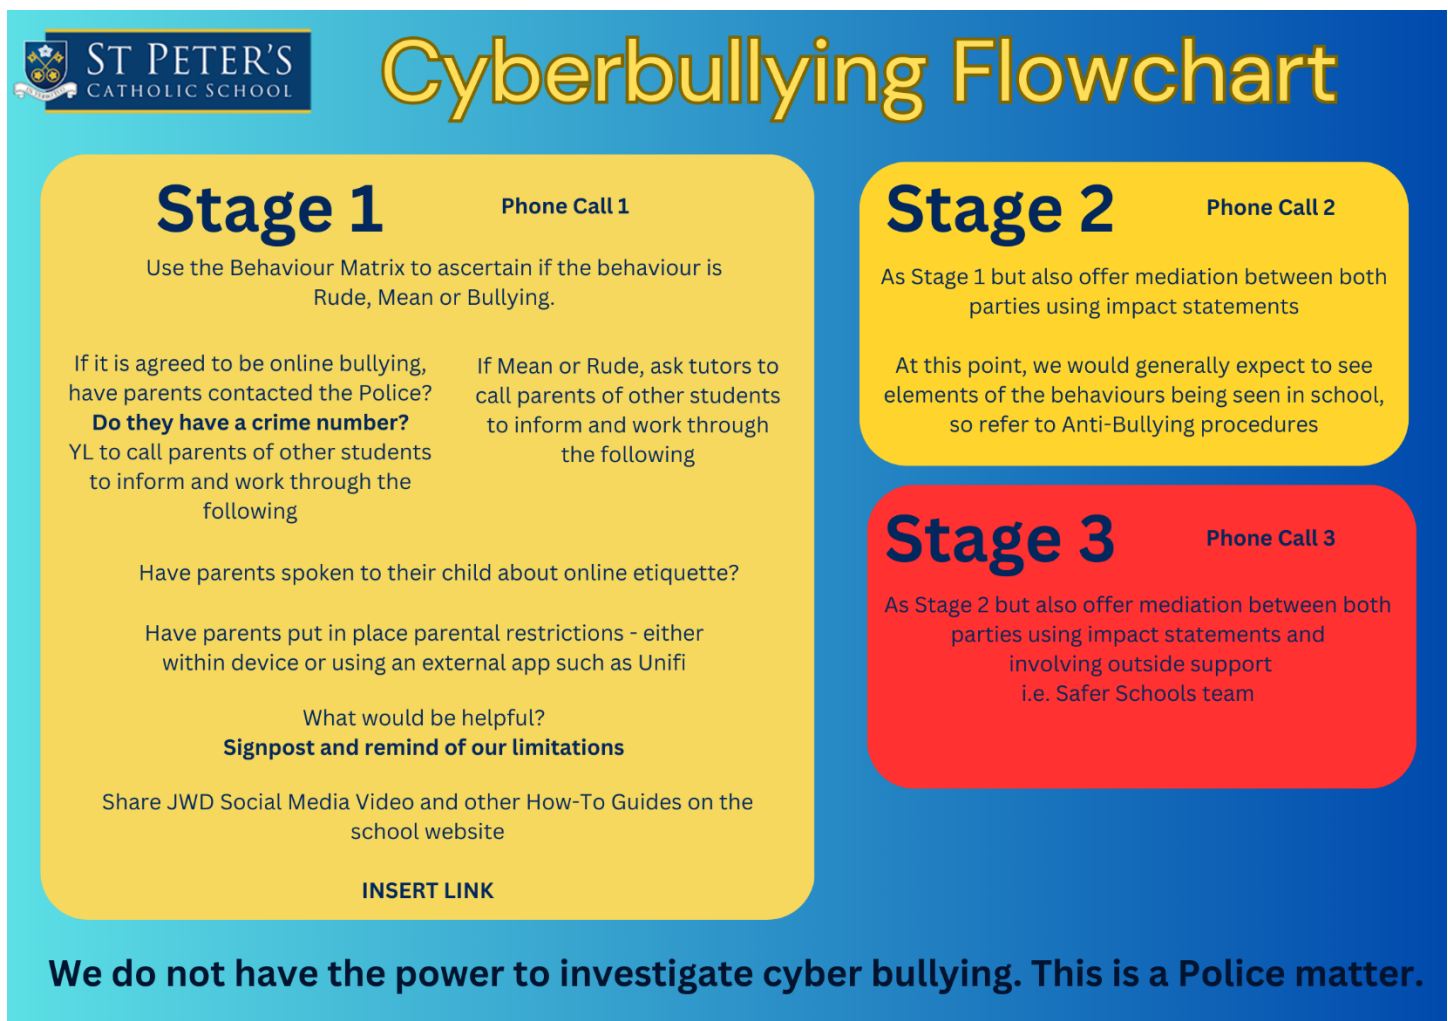 ST PETER'S
CATHOLIC SCHOOL
Cyberbullying Flowchart
Stage 1
Phone Call 1
Use the Behaviour Matrix to ascertain if the behaviour is
Rude, Mean or Bullying.
If it is agreed to be online bullying,
have parents contacted the Police?
Do they have a crime number?
YL to call parents of other students
to inform and work through the
following
If Mean or Rude, ask tutors to
call parents of other students
to inform and work through
the following
Have parents spoken to their child about online etiquette?
Have parents put in place parental restrictions - either
within device or using an external app such as Unifi
What would be helpful?
Signpost and remind of our limitations
Share JWD Social Media Video and other How-To Guides on the
school website
INSERT LINK
Stage 2
Phone Call 2
As Stage 1 but also offer mediation between both
parties using impact statements
At this point, we would generally expect to see
elements of the behaviours being seen in school,
so refer to Anti-Bullying procedures
Stage 3
Phone Call 3
As Stage 2 but also offer mediation between both
parties using impact statements and
involving outside support
i.e. Safer Schools team
We do not have the power to investigate cyber bullying. This is a Police matter.